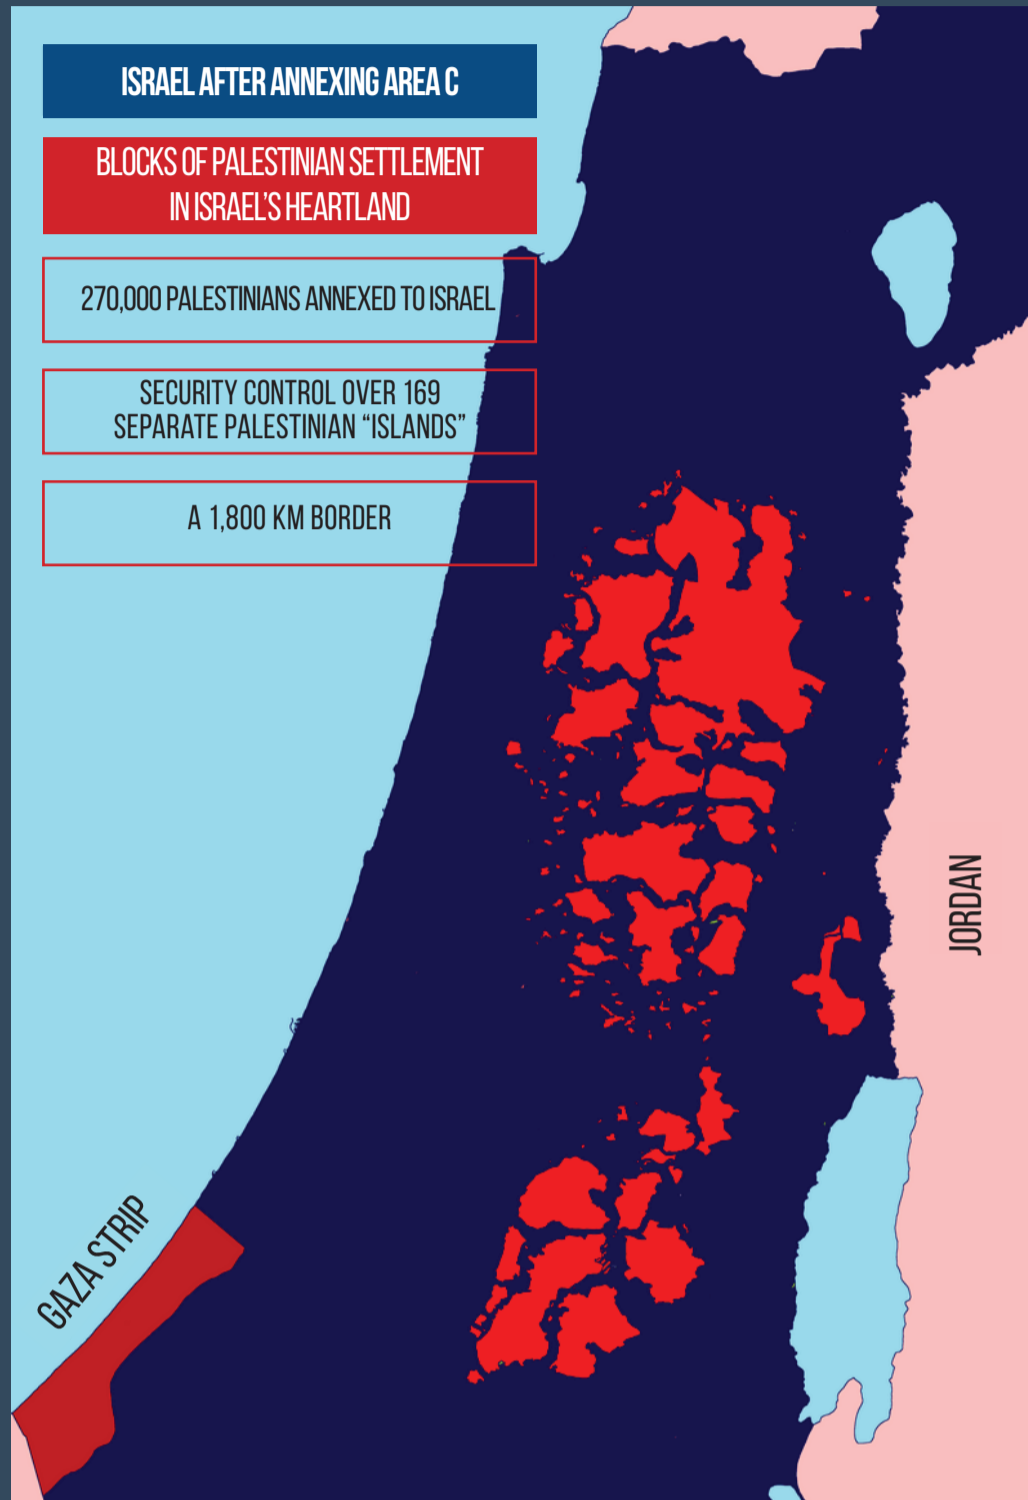 ISRAEL AFTER ANNEXING AREA C
BLOCKS OF PALESTINIAN SETTLEMENT
IN ISRAEL'S HEARTLAND
270,000 PALESTINIANS ANNEXED TO ISRAEL
SECURITY CONTROL OVER 169
SEPARATE PALESTINIAN “ISLANDS”
A 1,800 KM BORDER
JORDAN
GAZA STRIP